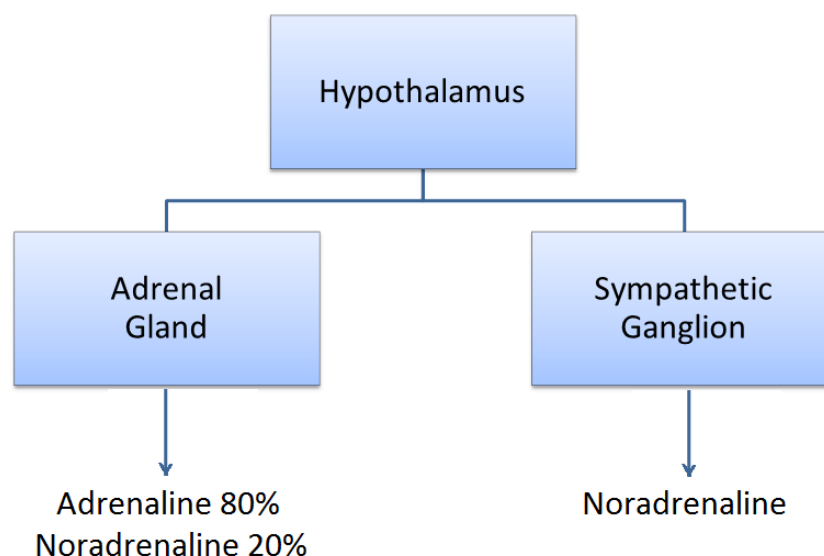 Hypothalamus
Adrenal
Gland
Sympathetic
Ganglion
Adrenaline 80%
Noradrenaline 20%
Noradrenaline